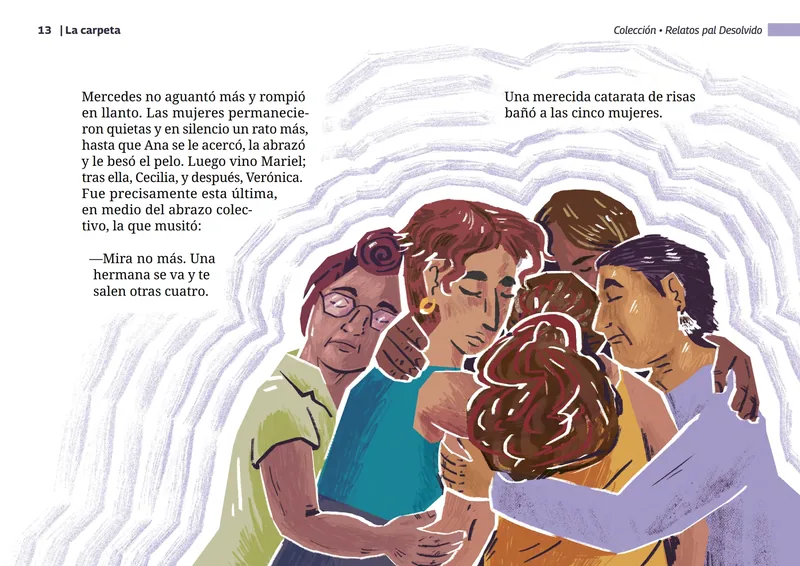 13 | La carpeta
Colección • Relatos pal Desolvido
Mercedes no aguantó más y rompió
en llanto. Las mujeres permanecie-
ron quietas y en silencio un rato más,
hasta que Ana se le acercó, la abrazó
y le besó el pelo. Luego vino Mariel;
tras ella, Cecilia, y después, Verónica.
Fue precisamente esta última,
en medio del abrazo colec-
tivo, la que musitó:
—Mira no más. Una
hermana se va y te
salen otras cuatro.
Una merecida catarata de risas
bañó a las cinco mujeres.